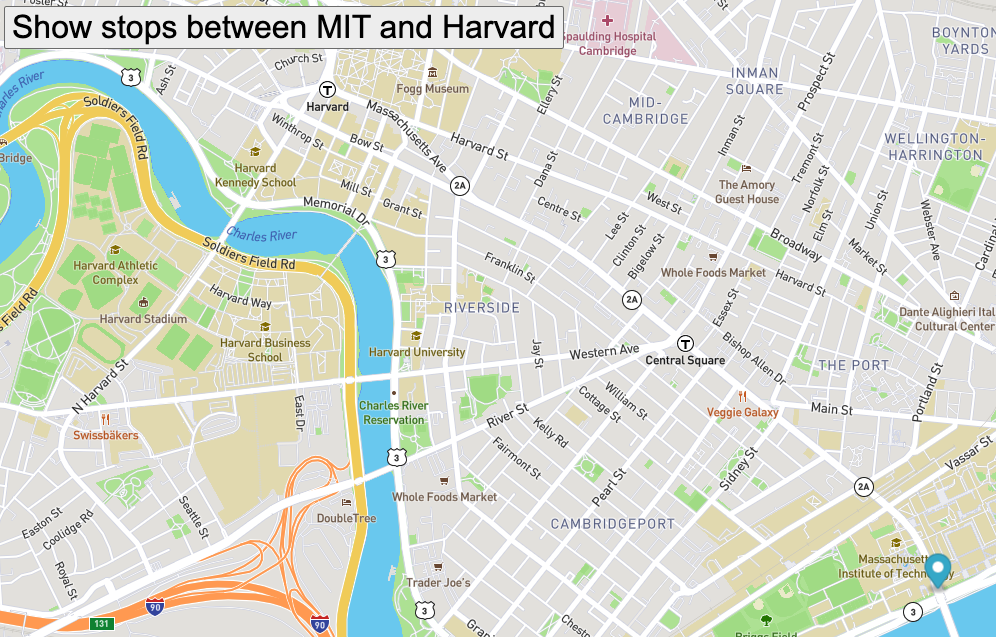 Show stops between MIT and Harvard
Foster St
Church St
Spaulding Hospital
Cambridge
BOYNTON
YARDS
Charles River
3
Ash St
Harvard
T
Fogg Museum
Ellery St
INMAN
SQUARE
Prospect St
MID-
CAMBRIDGE
Soldiers Field Rd
Massachusetts Ave
Winthrop St
Bow St
Harvard St
Inman St
Tremont St
WELLINGTON-
HARRINGTON
Bridge
Harvard
Kennedy School
Mill St
Grant St
2A
Dana St
The Amory
Guest House
Norfolk St
Memorial Dr
Centre St
West St
Lee St
Elm St
Union St
Webster Ave
Charles River
Soldiers Field Rd
3
Clinton St
Bigelow St
Broadway
Market St
Harvard Athletic
Complex
Franklin St
Whole Foods Market
Harvard St
Harvard Way
RIVERSIDE
2A
Essex St
Harvard Stadium
Dante Alighieri Ital
Cultural Center
Harvard Business
School
Harvard University
Jay St
Western Ave
T
Central Square
Bishop Allen Dr
THE PORT
N Harvard St
Charles River
Reservation
East Dr
River St
William St
Cottage St
Veggie Galaxy
Main St
Portland St
Swissbäkers
Kelly Rd
Fairmont St
3
Sidney St
Vassar St
Pearl St
2A
Whole Foods Market
Seattle St
DoubleTree
CAMBRIDGEPORT
Easton St
Coolidge Rd
Royal St
Trader Joe's
Massachusett
Institute of Techn
90
131
90
3
3
Briggs Field